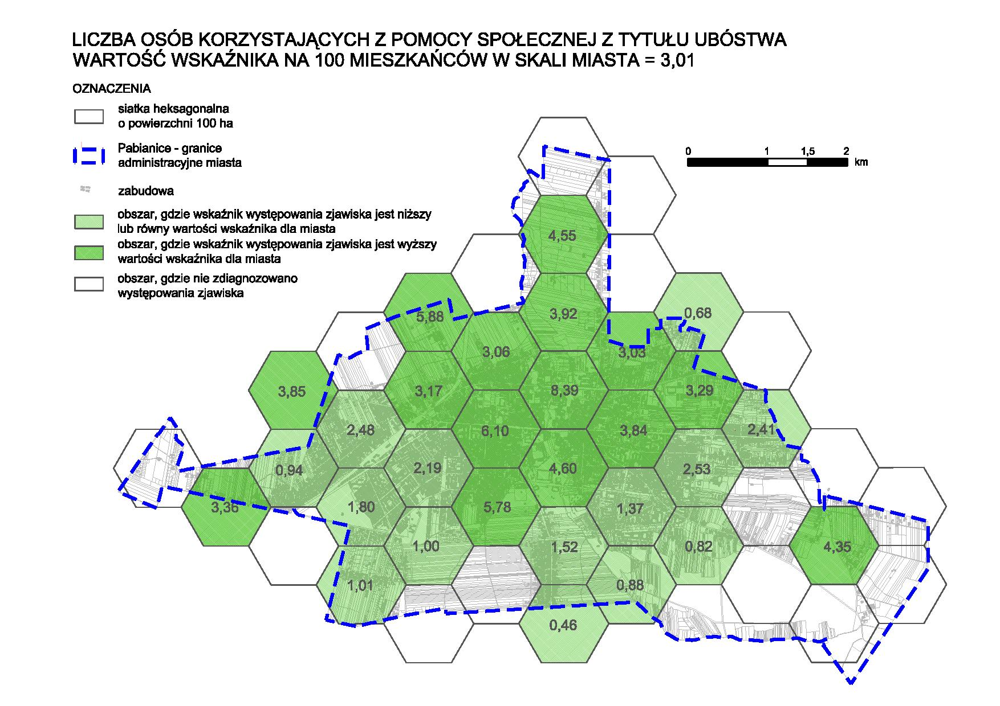 LICZBA OSÓB KORZYSTAJĄCYCH Z POMOCY SPOŁECZNEJ Z TYTUŁU UBÓSTWA
WARTOŚĆ WSKAŹNIKA NA 100 MIESZKAŃCÓW W SKALI MIASTA = 3,01
OZNACZENIA
siatka heksagonalna
o powierzchni 100 ha
Pabianice - granice
administracyjne miasta
zabudowa
obszar, gdzie wskaźnik występowania zjawiska jest niższy
lub równy wartości wskaźnika dla miasta
obszar, gdzie wskaźnik występowania zjawiska jest wyższy
wartości wskaźnika dla miasta
obszar, gdzie nie zdiagnozowano
występowania zjawiska
0 1 1,5 2
km
4,55
5,88 3,92 0,68
3,06 3,03
3,85 3,17 8,39 3,29
2,48 6,10 3,84 2,41
0,94 2,19 4,60 2,53
3,36 1,80 5,78 1,37
1,00 1,52 0,82 4,35
1,01 0,88
0,46